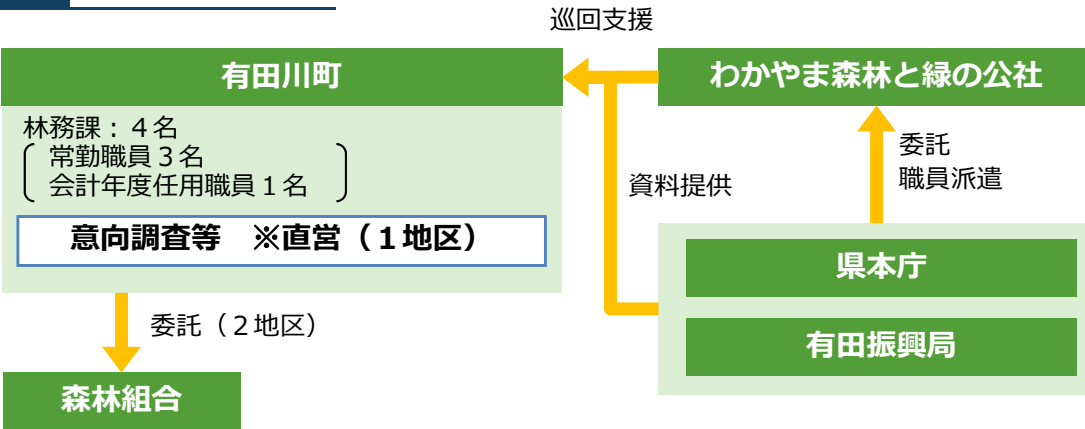 巡回支援
有田川町
わかやま森林と緑の公社
林務課：４名
常勤職員３名
会計年度任用職員１名
意向調査等　※直営（１地区）
資料提供
委託
職員派遣
県本庁
有田振興局
委託（２地区）
森林組合